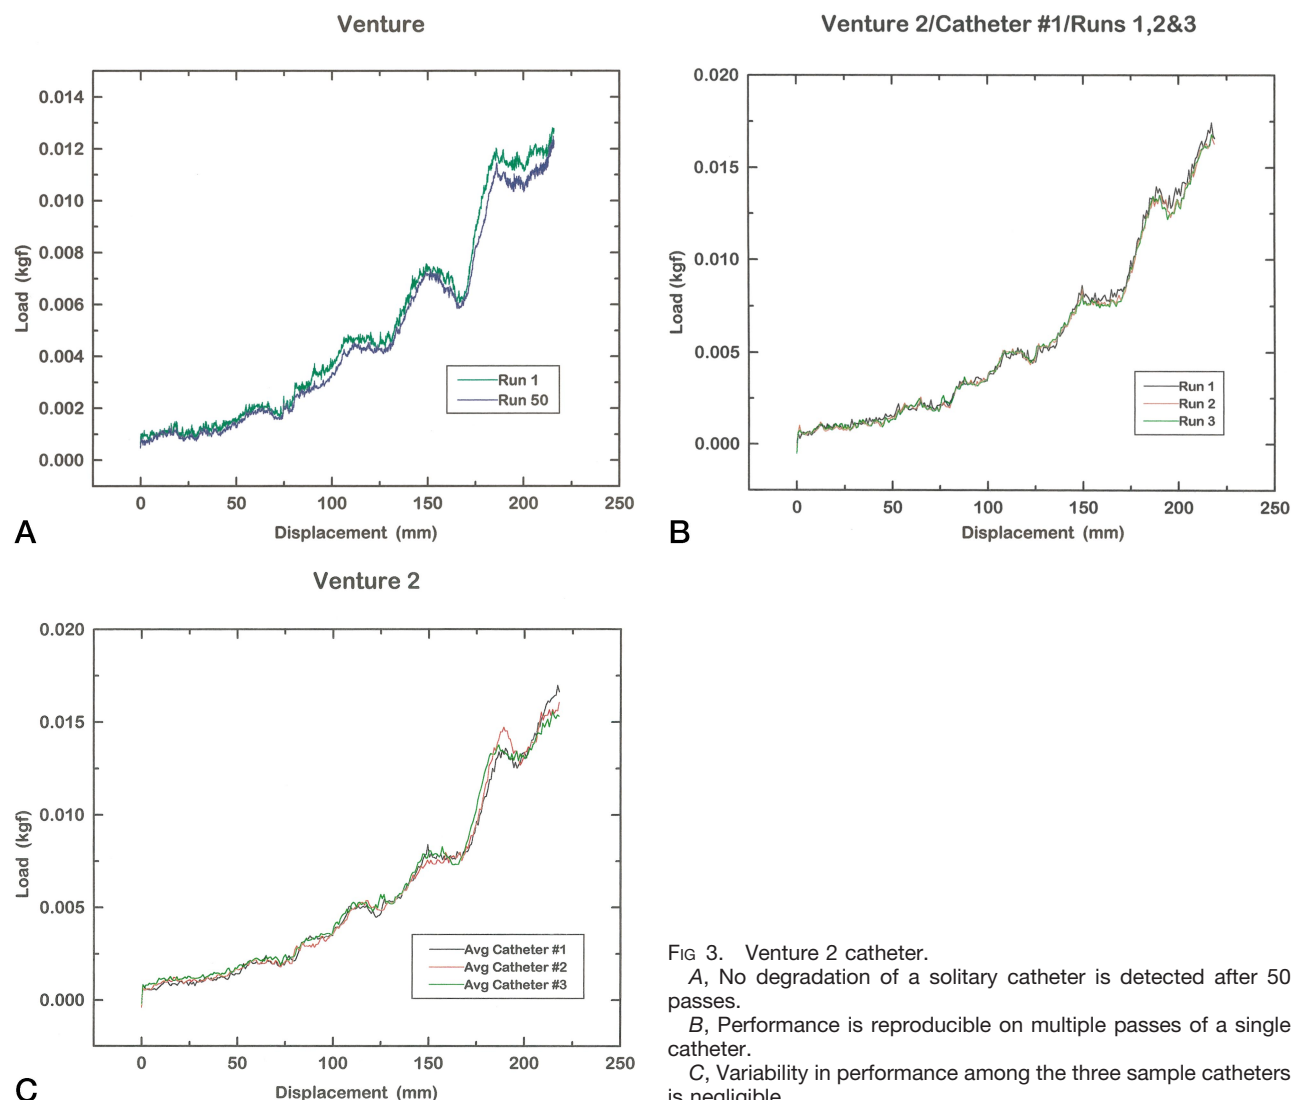 Venture
0.014
0.012
0.010
0.008
0.006
0.004
0.002
0.000
Load (kgf)
Run 1
Run 50
0 50 100 150 200 250
Displacement (mm)
A
Venture 2/Catheter #1/Runs 1,2&3
0.020
0.015
0.010
0.005
0.000
Load (kgf)
Run 1
Run 2
Run 3
0 50 100 150 200 250
Displacement (mm)
B
Venture 2
0.020
0.015
0.010
0.005
0.000
Load (kgf)
Avg Catheter #1
Avg Catheter #2
Avg Catheter #3
0 50 100 150 200 250
Displacement (mm)
C
FIG 3. Venture 2 catheter.
A, No degradation of a solitary catheter is detected after 50
passes.
B, Performance is reproducible on multiple passes of a single
catheter.
C, Variability in performance among the three sample catheters
is negligible